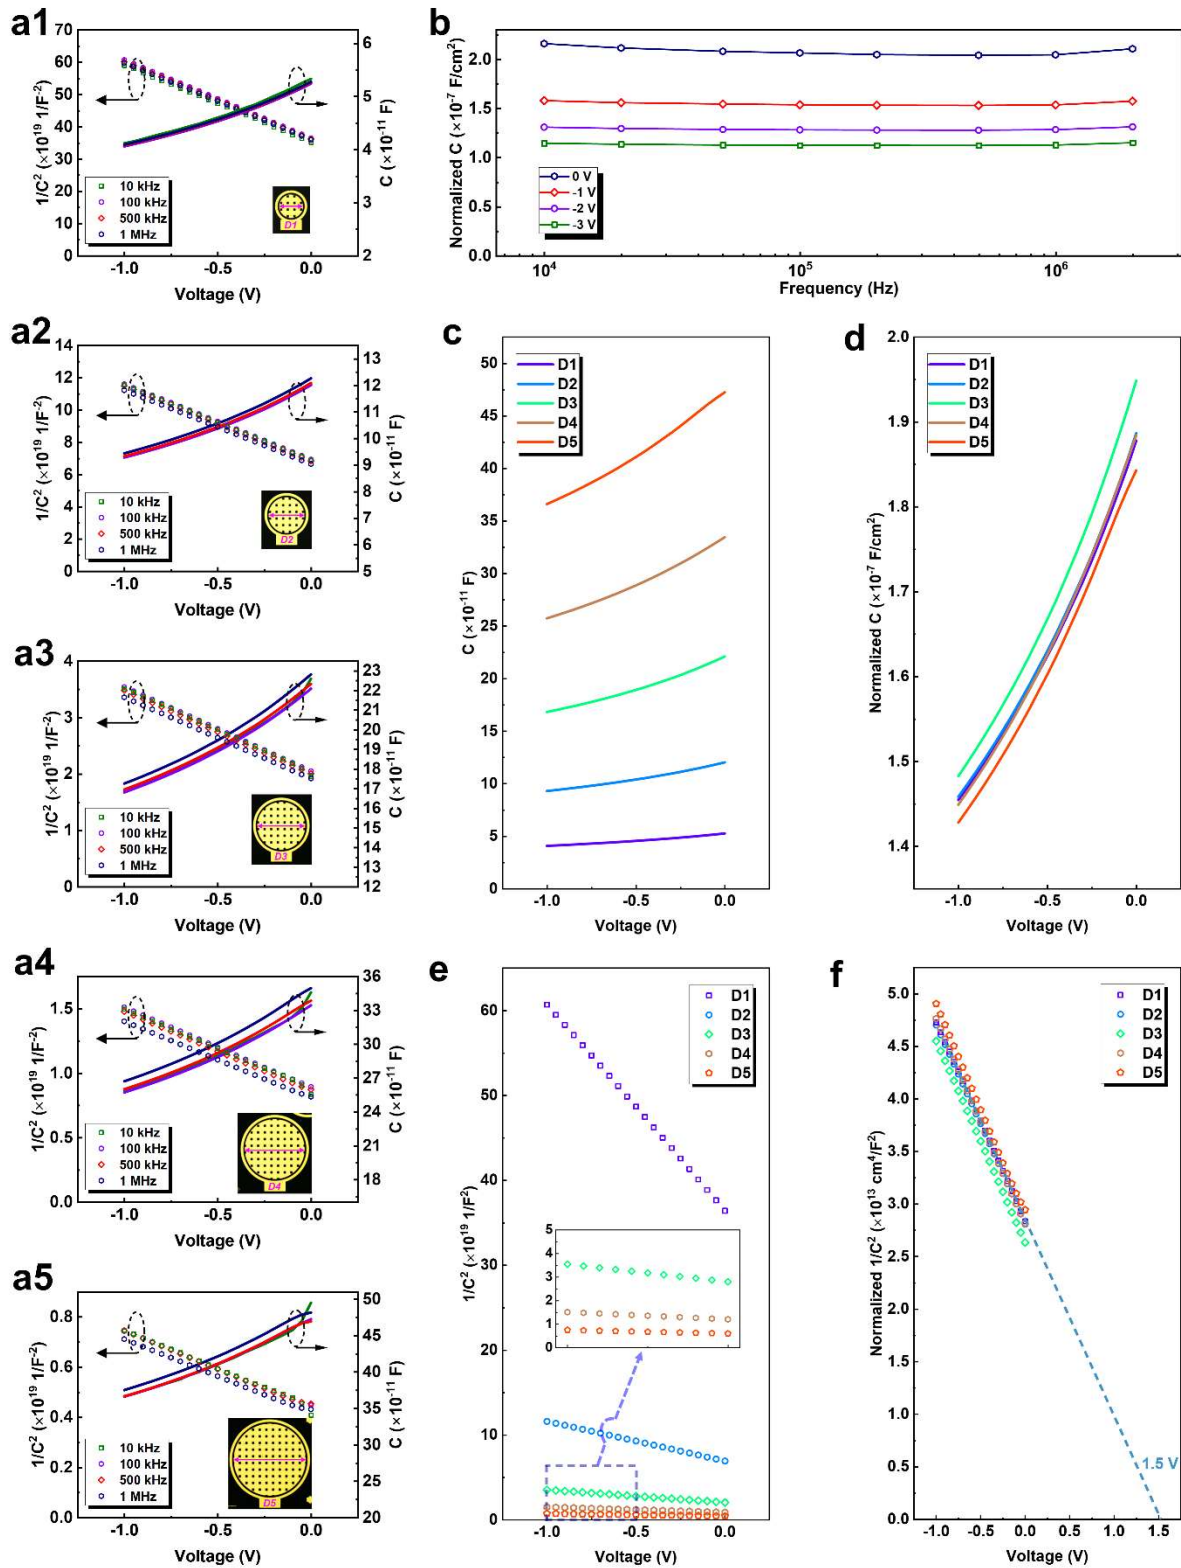 a1
1/C² (×10¹⁹ 1/F⁻²)
70
60
50
40
30
20
10
0
6
5
4
3
2
C (×10⁻¹¹ F)
10 kHz
100 kHz
500 kHz
1 MHz
D1
-1.0 -0.5 0.0
Voltage (V)
b
Normalized C (×10⁻⁷ F/cm²)
2.0
1.5
1.0
0.5
0.0
0 V
-1 V
-2 V
-3 V
10⁴ 10⁵ 10⁶
Frequency (Hz)
a2
1/C² (×10¹⁹ 1/F⁻²)
14
12
10
8
6
4
2
0
13
12
11
10
9
8
7
6
5
C (×10⁻¹¹ F)
10 kHz
100 kHz
500 kHz
1 MHz
D2
-1.0 -0.5 0.0
Voltage (V)
a3
1/C² (×10¹⁹ 1/F⁻²)
4
3
2
1
0
23
22
21
20
19
18
17
16
15
14
13
12
C (×10⁻¹¹ F)
10 kHz
100 kHz
500 kHz
1 MHz
D3
-1.0 -0.5 0.0
Voltage (V)
c
C (×10⁻¹¹ F)
50
45
40
35
30
25
20
15
10
5
0
D1
D2
D3
D4
D5
-1.0 -0.5 0.0
Voltage (V)
d
Normalized C (×10⁻⁷ F/cm²)
2.0
1.9
1.8
1.7
1.6
1.5
1.4
D1
D2
D3
D4
D5
-1.0 -0.5 0.0
Voltage (V)
a4
1/C² (×10¹⁹ 1/F⁻²)
1.5
1.0
0.5
0.0
36
33
30
28
25
23
21
20
18
C (×10⁻¹¹ F)
10 kHz
100 kHz
500 kHz
1 MHz
D4
-1.0 -0.5 0.0
Voltage (V)
a5
1/C² (×10¹⁹ 1/F⁻²)
0.8
0.6
0.4
0.2
0.0
50
45
40
35
30
28
25
23
20
C (×10⁻¹¹ F)
10 kHz
100 kHz
500 kHz
1 MHz
D5
-1.0 -0.5 0.0
Voltage (V)
e
1/C² (×10¹⁹ 1/F²)
60
50
40
30
20
10
0
D1
D2
D3
D4
D5
5
4
3
2
1
0
-1.0 -0.5 0.0
Voltage (V)
f
Normalized 1/C² (×10¹³ cm⁴/F²)
5.0
4.5
4.0
3.5
3.0
2.5
2.0
1.5
1.0
0.5
0.0
D1
D2
D3
D4
D5
1.5 V
-1.0 -0.5 0.0 0.5 1.0 1.5
Voltage (V)